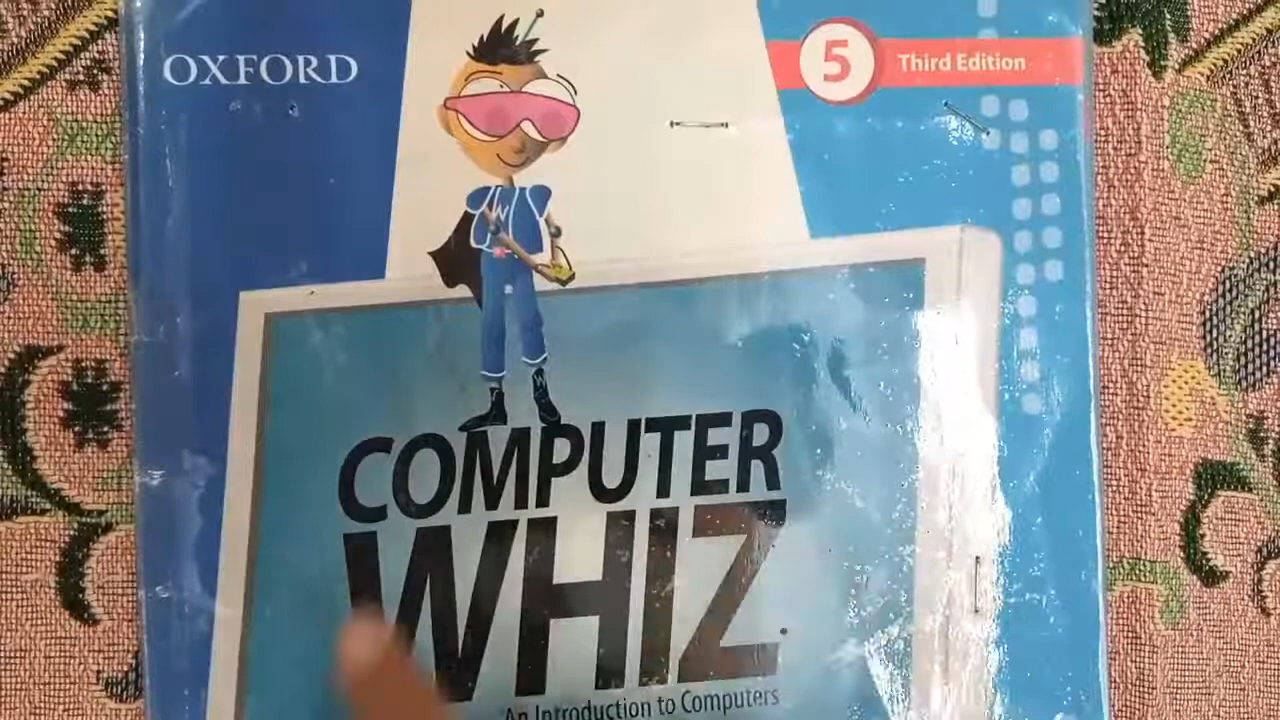 OXFORD
5 Third Edition
W
COMPUTER
WHIZ
An Introduction to Computers